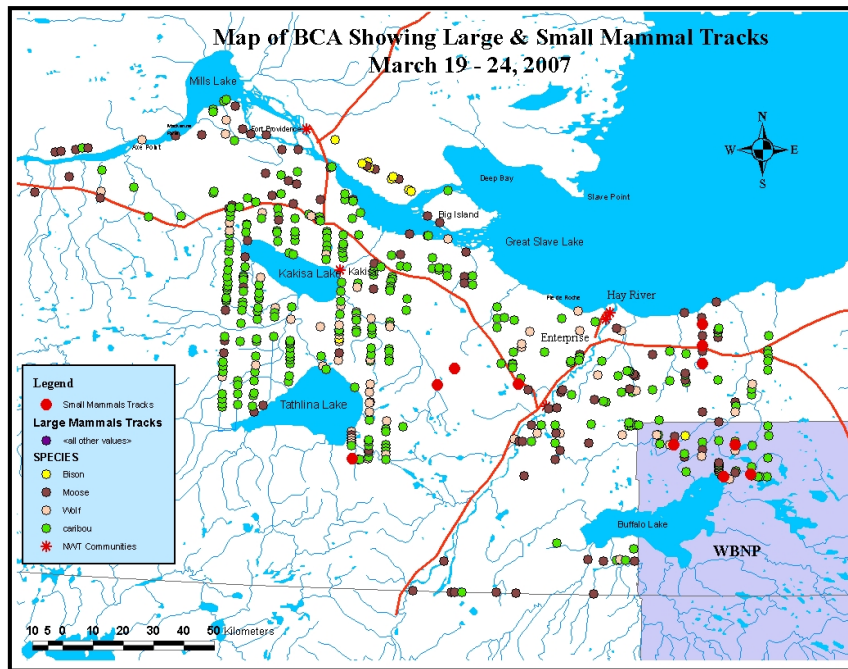 Map of BCA Showing Large & Small Mammal Tracks
March 19 - 24, 2007
Mills Lake
Fort Providence
Axe Point
N
W E
S
Deep Bay
Slave Point
Big Island
Great Slave Lake
Kakisa Lake
Kakisa
Hay River
Enterprise
Tathlina Lake
Buffalo Lake
WBNP
Legend
Small Mammals Tracks
Large Mammals Tracks
<all other values>
SPECIES
Bison
Moose
Wolf
caribou
NWT Communities
10 5 0 10 20 30 40 50 Kilometers